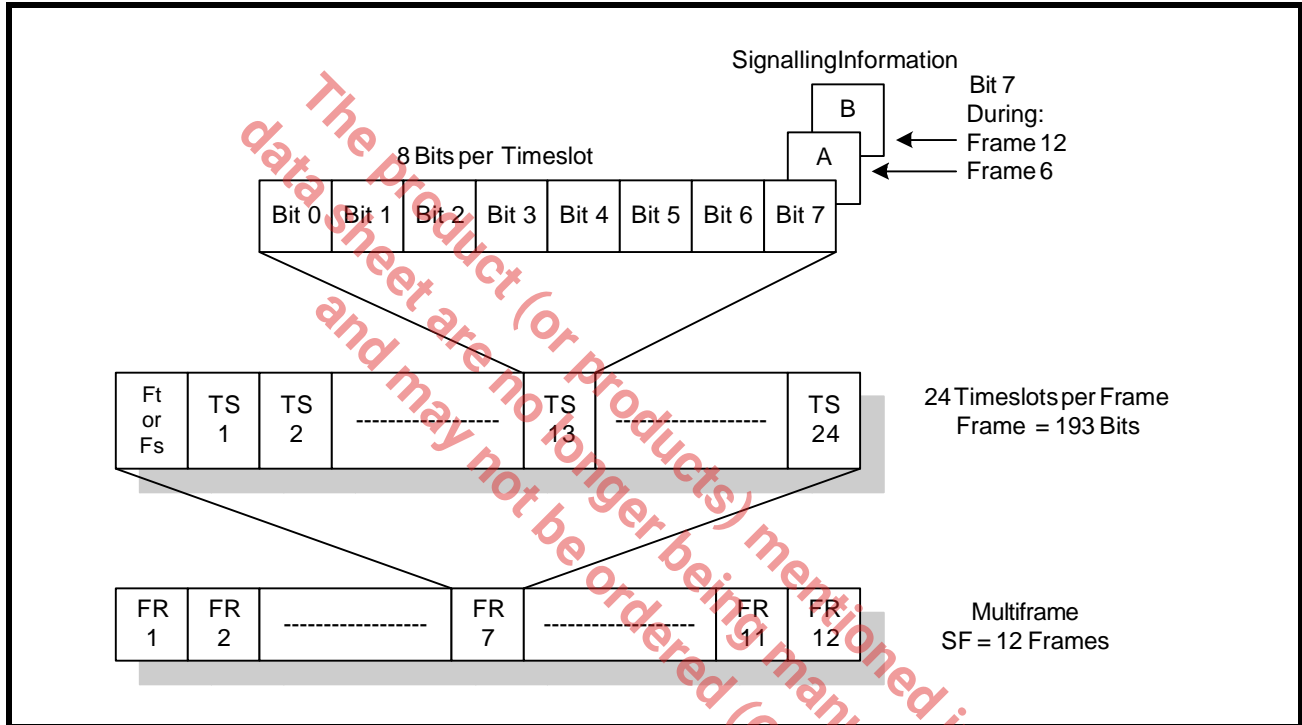 SignallingInformation
B
A
Bit 7
During:
Frame 12
Frame 6
8 Bits per Timeslot
Bit 0 Bit 1 Bit 2 Bit 3 Bit 4 Bit 5 Bit 6 Bit 7
Ft
or
Fs
TS
1
TS
2
TS
13
TS
24
24 Timeslots per Frame
Frame = 193 Bits
FR
1
FR
2
FR
7
FR
11
FR
12
Multiframe
SF = 12 Frames
The product (or products) mentioned
data sheet are no longer being
and may not be ordered